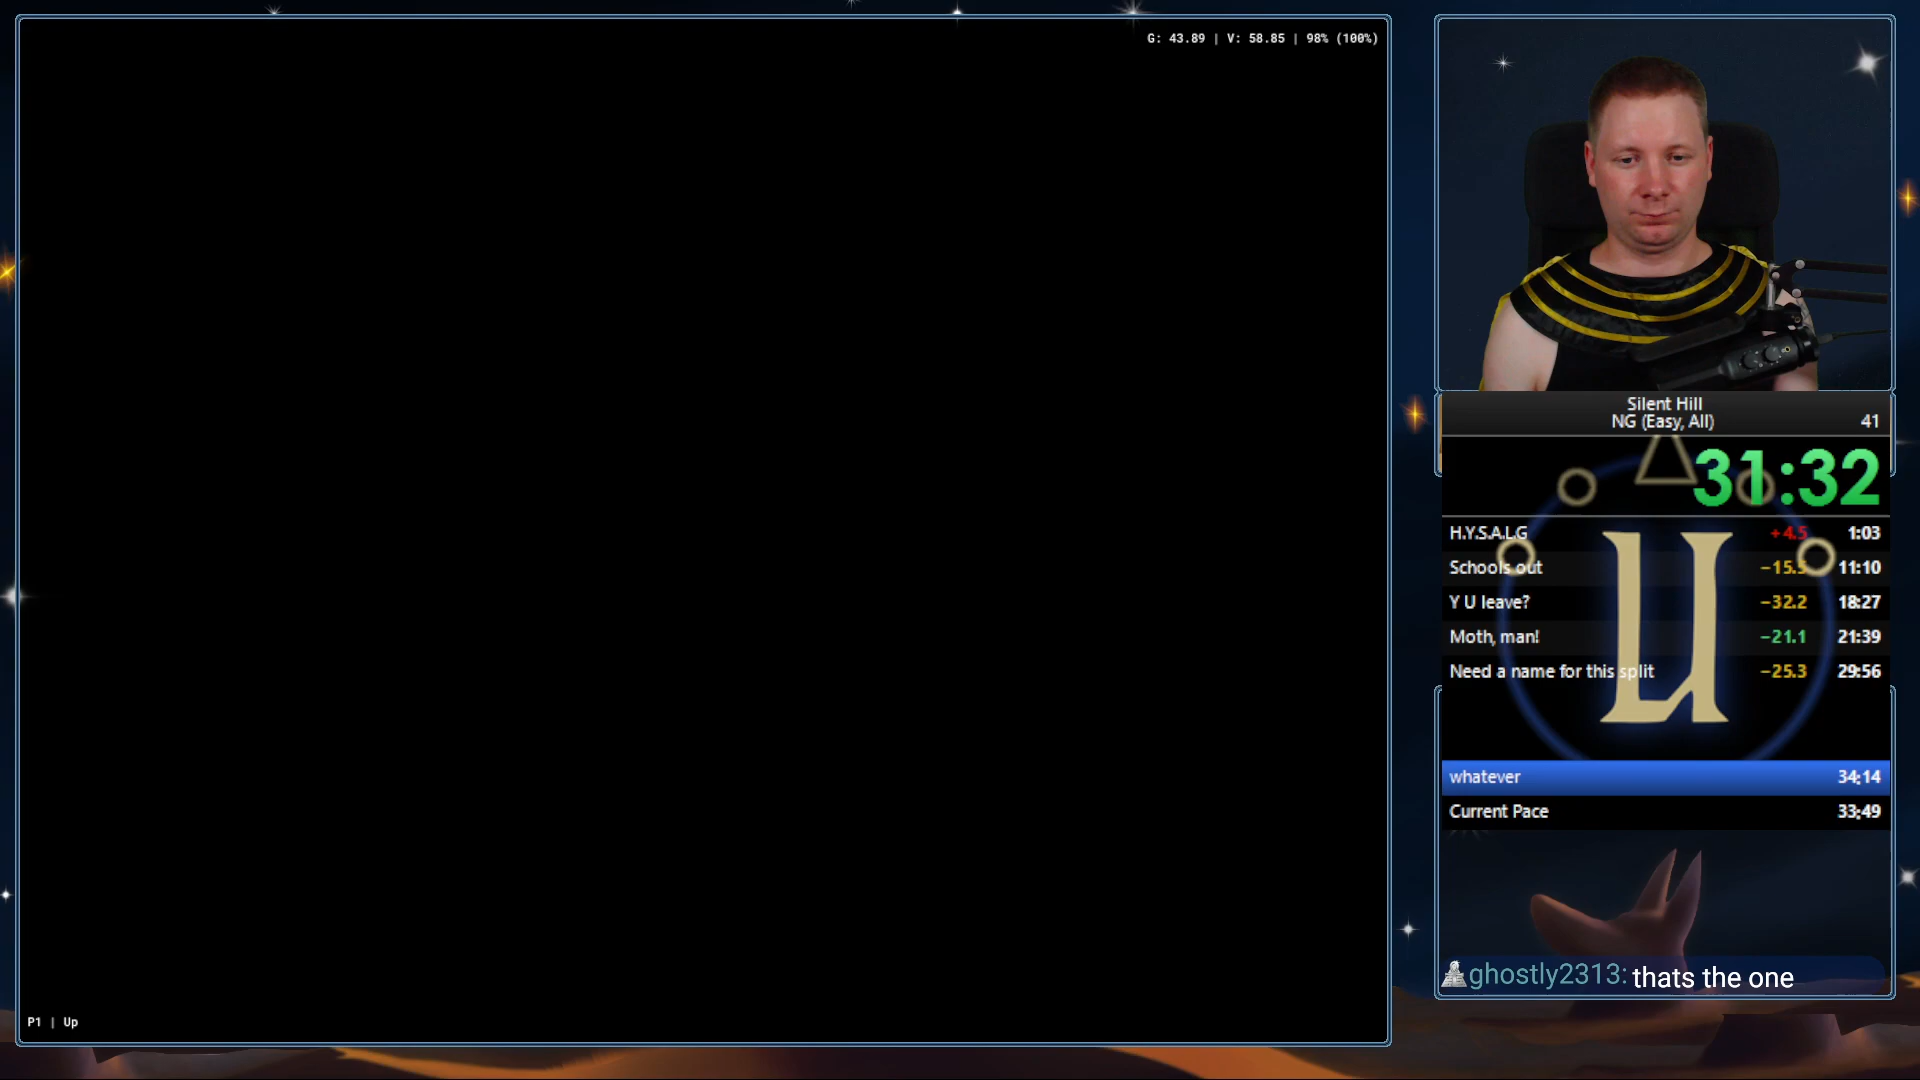 G: 43.89 | V: 58.85 | 98% (100%)
Silent Hill
NG (Easy, All) 41
31:32
H.Y.S.A.L.G +4.5 1:03
Schools out −15. 11:10
Y U leave? −32.2 18:27
Moth, man! −21.1 21:39
Need a name for this split −25.3 29:56
whatever 34:14
Current Pace 33:49
ghostly2313: thats the one
P1 | Up